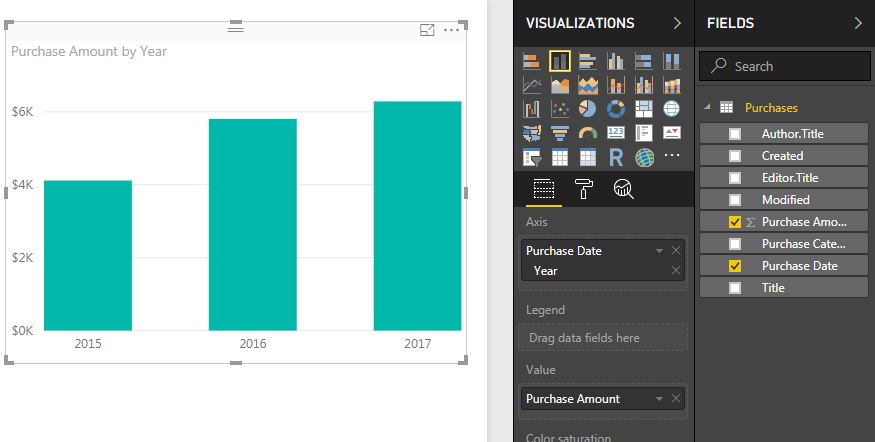 Purchase Amount by Year
$6K
$4K
$2K
$0K
2015 2016 2017
VISUALIZATIONS
123
R
Axis
Purchase Date
Year
Legend
Drag data fields here
Value
Purchase Amount
Color saturation
FIELDS
Search
Purchases
Author.Title
Created
Editor.Title
Modified
Σ Purchase Amo...
Purchase Cate...
Purchase Date
Title